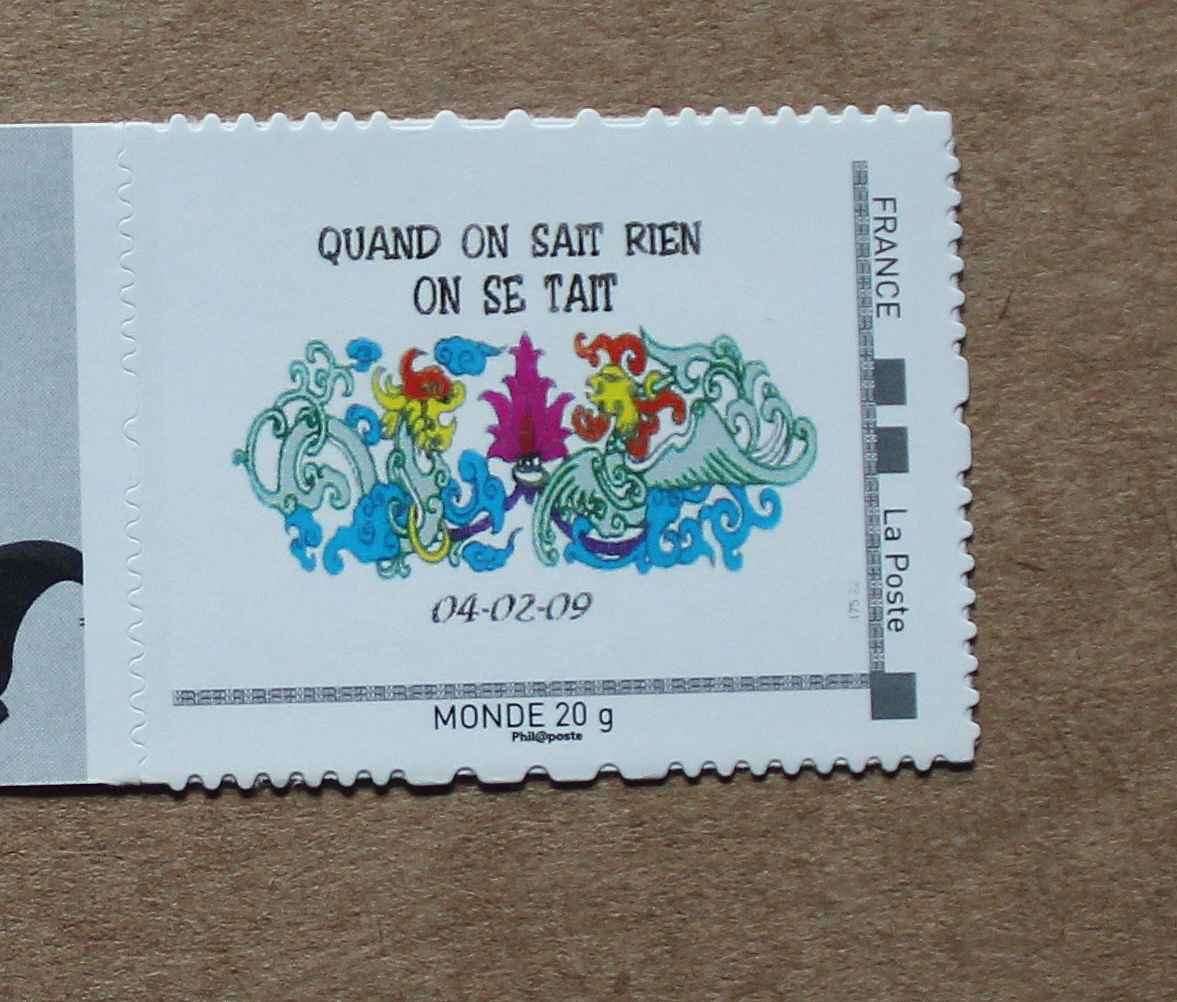 QUAND ON SAIT RIEN
ON SE TAIT
04-02-09
FRANCE
La Poste
MONDE 20 g
Phil@poste